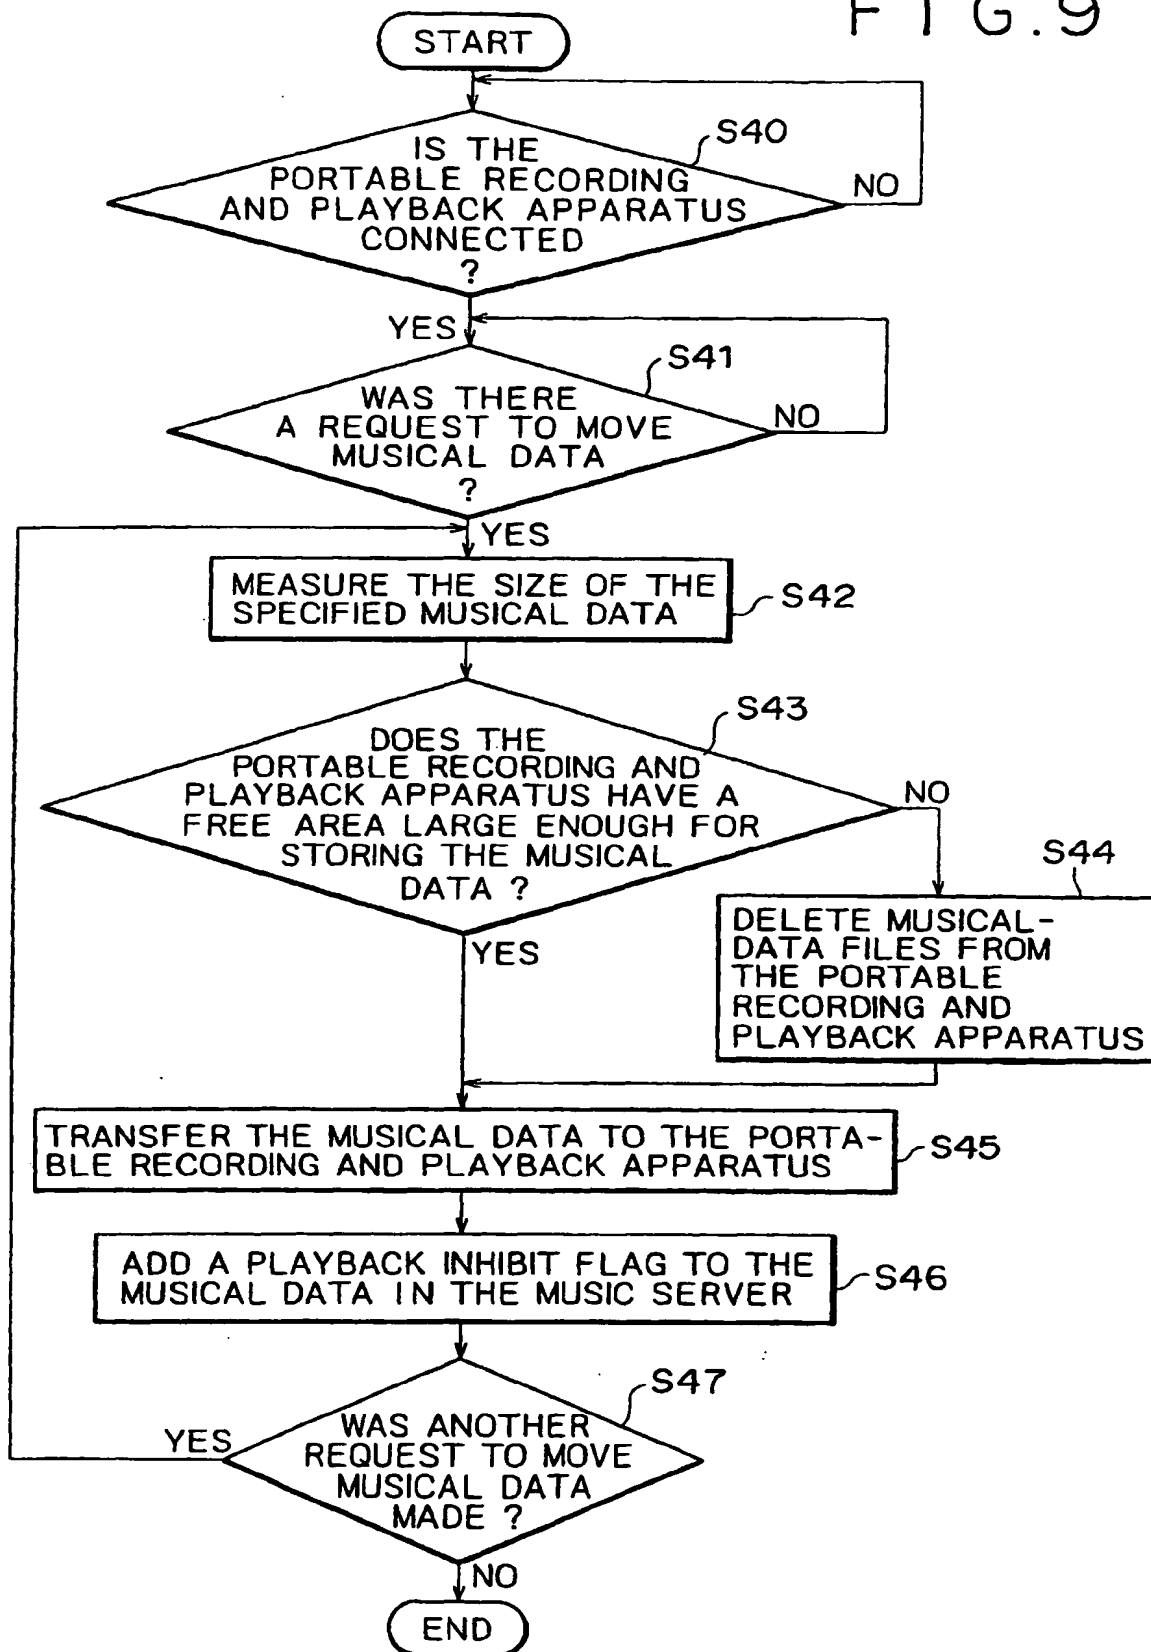 FIG.9
START
S40
IS THE
PORTABLE RECORDING
AND PLAYBACK APPARATUS
CONNECTED
?
NO
YES
S41
WAS THERE
A REQUEST TO MOVE
MUSICAL DATA
?
NO
YES
MEASURE THE SIZE OF THE
SPECIFIED MUSICAL DATA
S42
S43
DOES THE
PORTABLE RECORDING AND
PLAYBACK APPARATUS HAVE A
FREE AREA LARGE ENOUGH FOR
STORING THE MUSICAL
DATA ?
NO
YES
S44
DELETE MUSICAL-
DATA FILES FROM
THE PORTABLE
RECORDING AND
PLAYBACK APPARATUS
TRANSFER THE MUSICAL DATA TO THE PORTA-
BLE RECORDING AND PLAYBACK APPARATUS
S45
ADD A PLAYBACK INHIBIT FLAG TO THE
MUSICAL DATA IN THE MUSIC SERVER
S46
S47
WAS ANOTHER
REQUEST TO MOVE
MUSICAL DATA
MADE ?
YES
NO
END